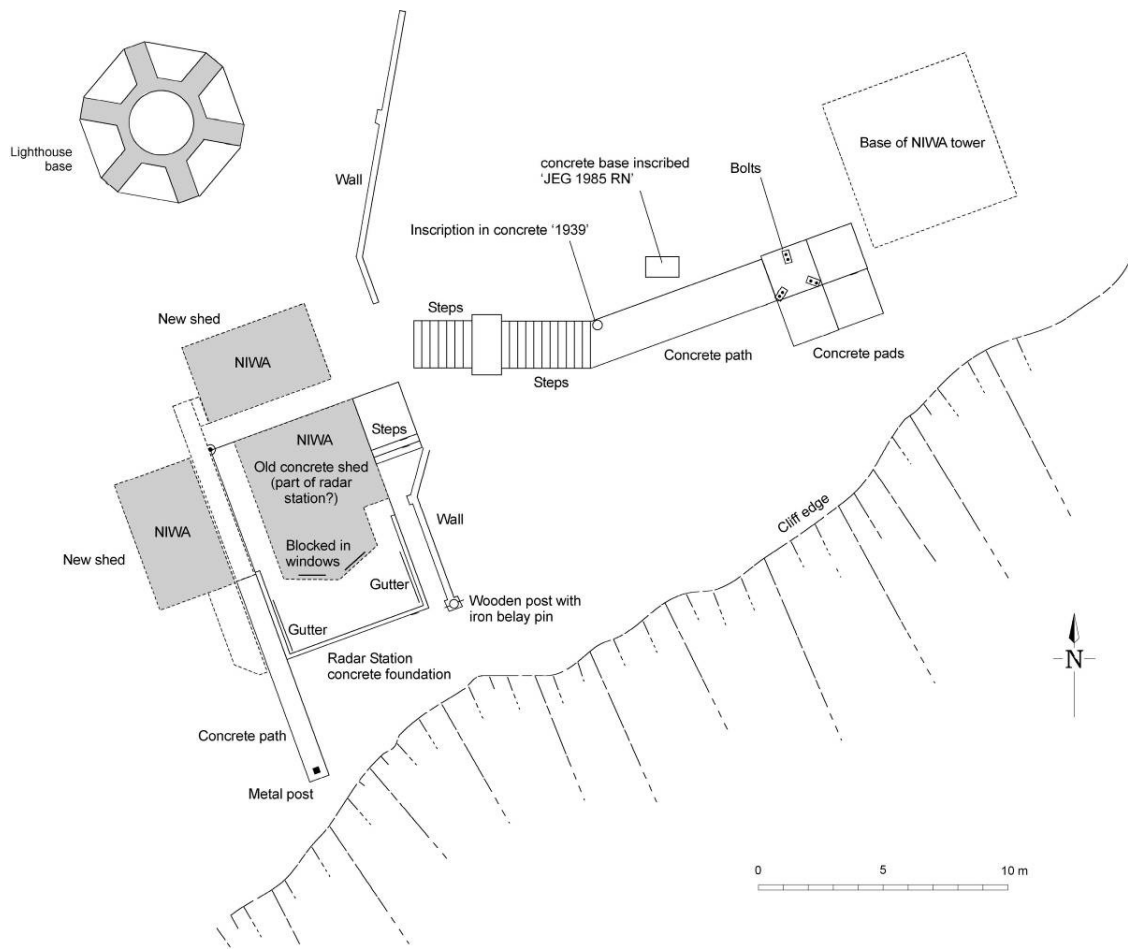 Lighthouse
base
Wall
concrete base inscribed
‘JEG 1985 RN’
Bolts
Base of NIWA tower
Inscription in concrete ‘1939’
Steps
Steps
Concrete path
Concrete pads
New shed
NIWA
NIWA
Old concrete shed
(part of radar
station?)
Steps
NIWA
New shed
Blocked in
windows
Wall
Gutter
Gutter
Wooden post with
iron belay pin
Radar Station
concrete foundation
Cliff edge
Concrete path
Metal post
N
0 5 10 m